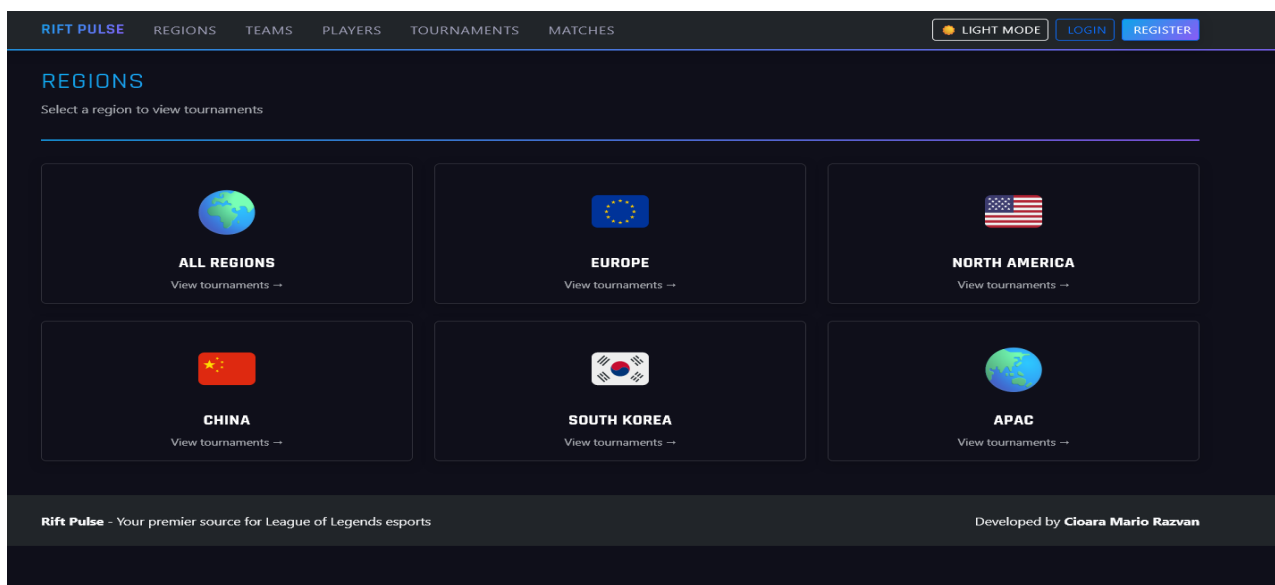 RIFT PULSE REGIONS TEAMS PLAYERS TOURNAMENTS MATCHES LIGHT MODE LOGIN REGISTER
REGIONS
Select a region to view tournaments
ALL REGIONS EUROPE NORTH AMERICA
View tournaments → View tournaments → View tournaments →
CHINA SOUTH KOREA APAC
View tournaments → View tournaments → View tournaments →
Rift Pulse - Your premier source for League of Legends esports Developed by Cioara Mario Razvan